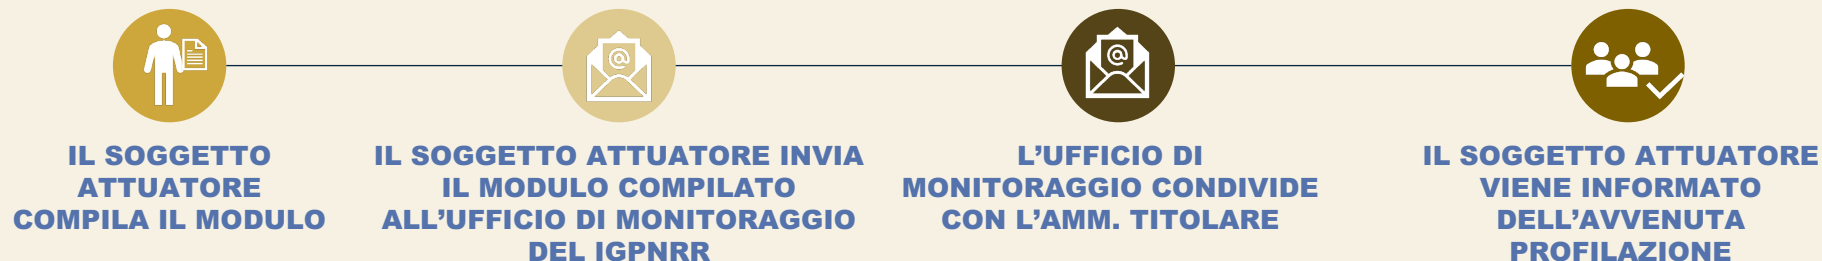 IL SOGGETTO
ATTUATORE
COMPILA IL MODULO
IL SOGGETTO ATTUATORE INVIA
IL MODULO COMPILATO
ALL’UFFICIO DI MONITORAGGIO
DEL IGPNRR
L’UFFICIO DI
MONITORAGGIO CONDIVIDE
CON L’AMM. TITOLARE
IL SOGGETTO ATTUATORE
VIENE INFORMATO
DELL’AVVENUTA
PROFILAZIONE